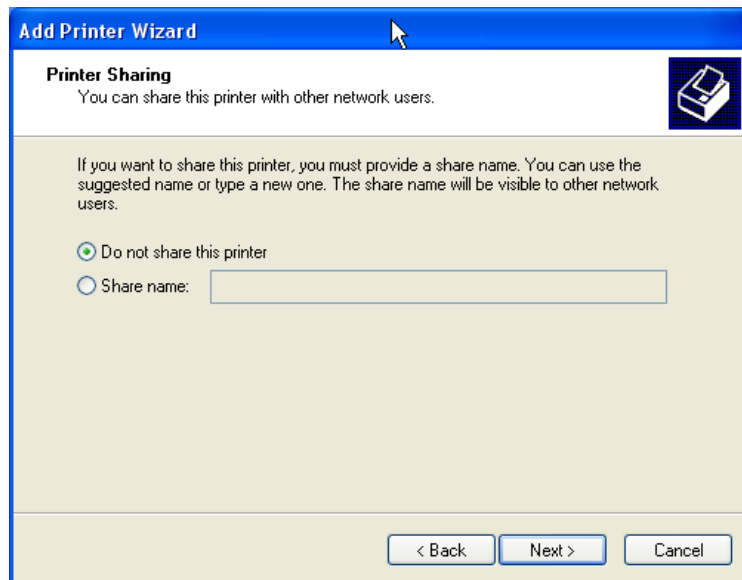 Add Printer Wizard
Printer Sharing
You can share this printer with other network users.
If you want to share this printer, you must provide a share name. You can use the
suggested name or type a new one. The share name will be visible to other network
users.
Do not share this printer
Share name:
< Back
Next >
Cancel